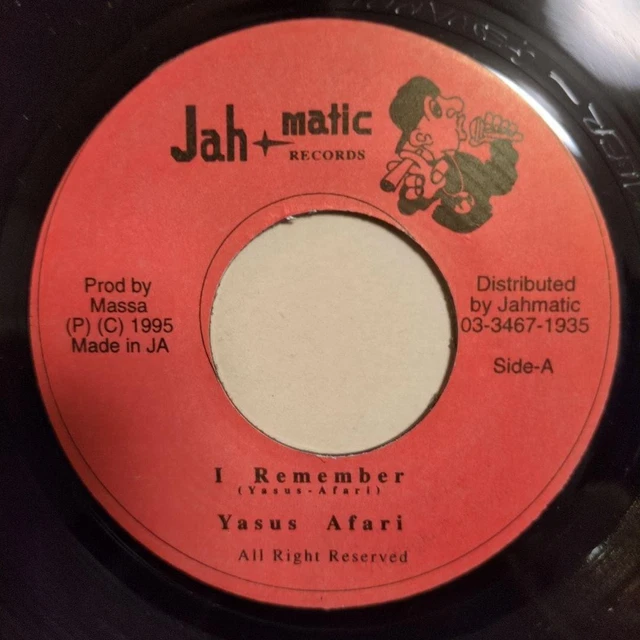 Jah matic
RECORDS
Prod by
Massa
(P) (C) 1995
Made in JA
Distributed
by Jahmatic
03-3467-1935
Side-A
I Remember
(Yasus-Afari)
Yasus Afari
All Right Reserved